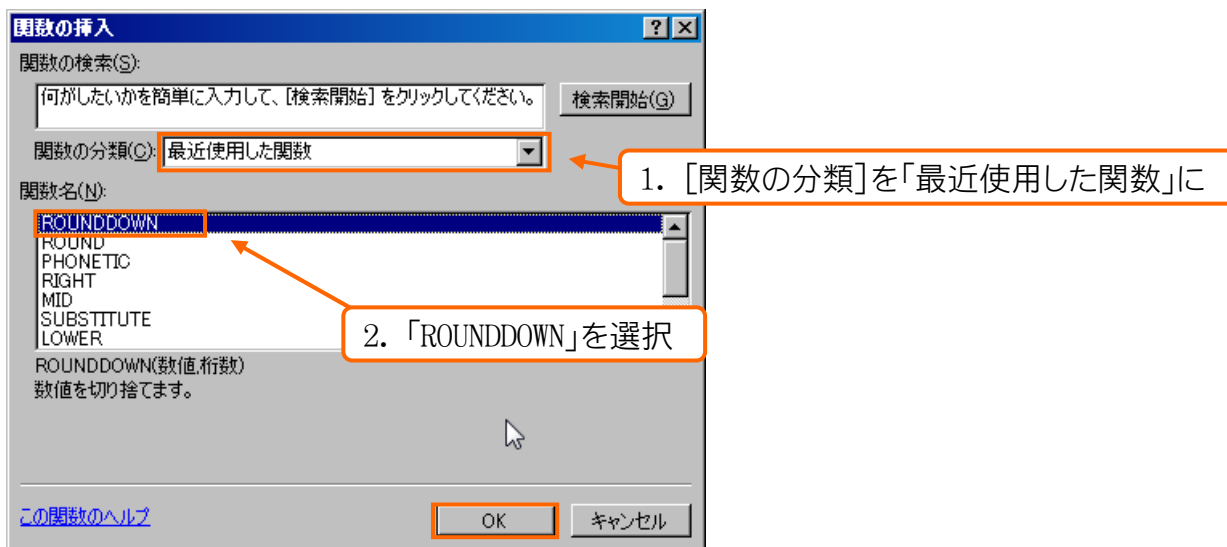 関数の挿入
関数の検索(S):
何がしたいかを簡単に入力して、[検索開始] をクリックしてください。
検索開始(G)
関数の分類(C):
最近使用した関数
1. [関数の分類]を「最近使用した関数」に
関数名(N):
ROUNDDOWN
ROUND
PHONETIC
RIGHT
MID
SUBSTITUTE
LOWER
2. 「ROUNDDOWN」を選択
ROUNDDOWN(数値,桁数)
数値を切り捨てます。
この関数のヘルプ
OK
キャンセル